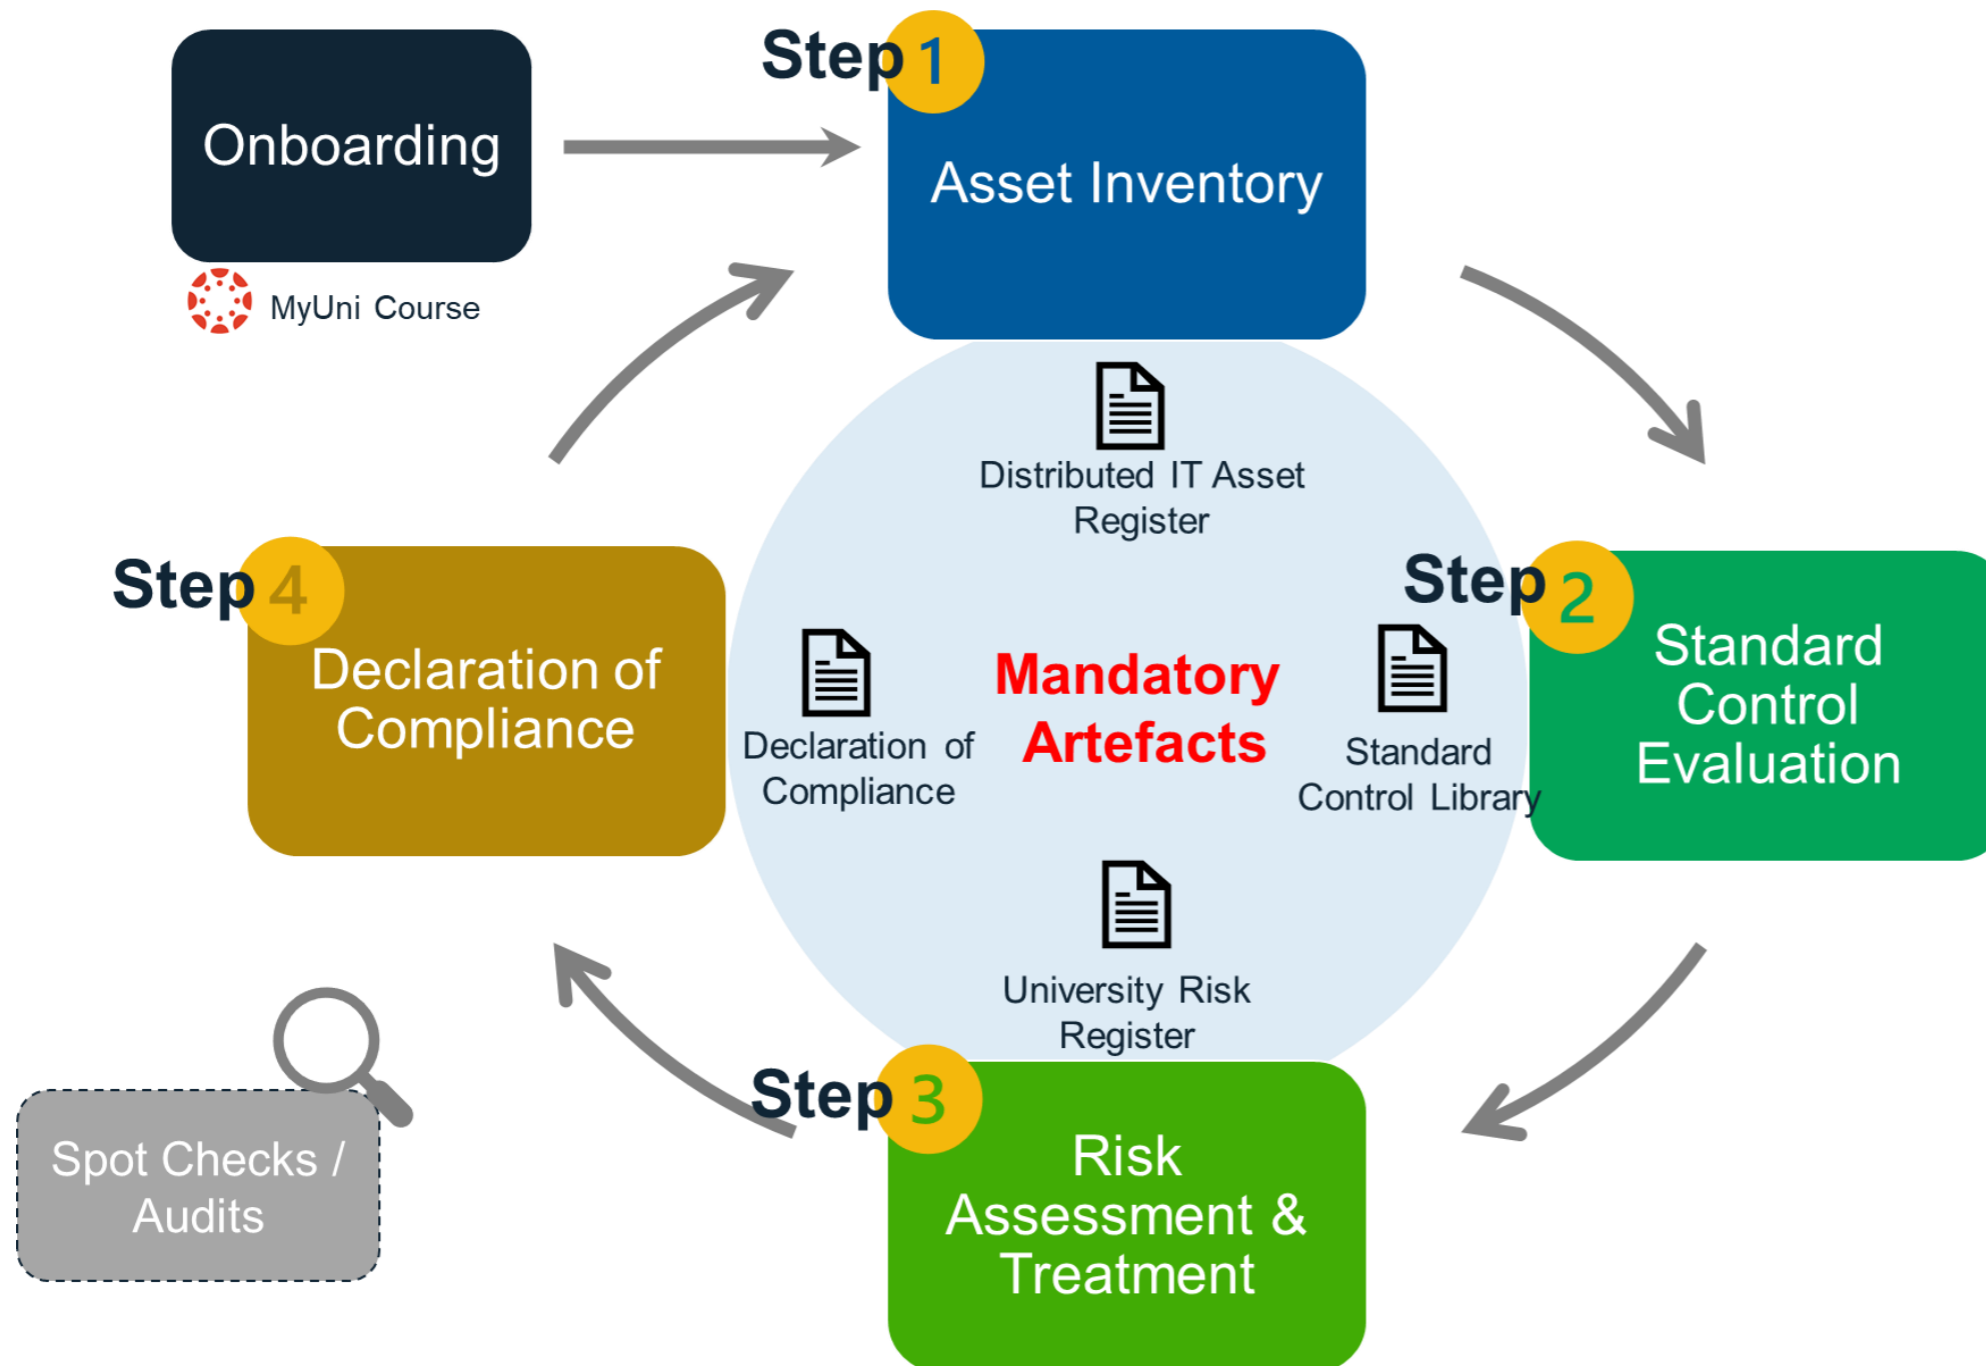 Onboarding
MyUni Course
Step 1
Asset Inventory
Distributed IT Asset
Register
Step 2
Standard
Control
Evaluation
Standard
Control Library
Mandatory
Artefacts
Step 4
Declaration of
Compliance
Declaration of
Compliance
University Risk
Register
Step 3
Risk
Assessment &
Treatment
Spot Checks /
Audits